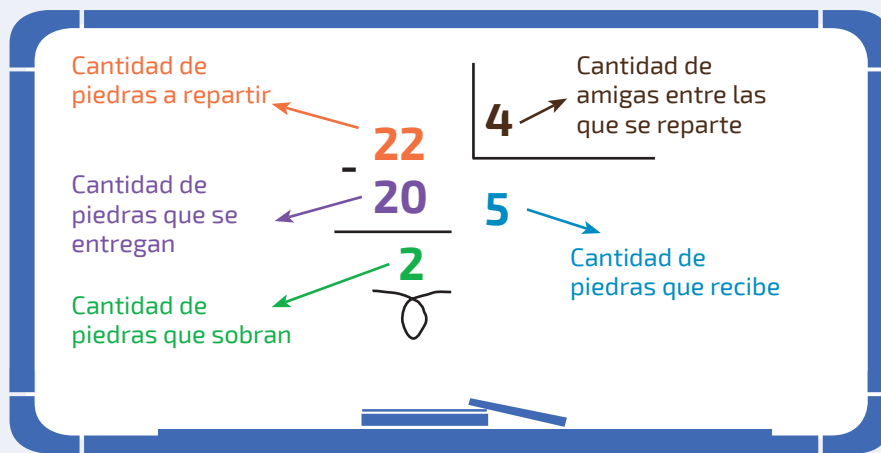 Cantidad de
piedras a repartir
22
-
20
2
4
5
Cantidad de
amigas entre las
que se reparte
Cantidad de
piedras que se
entregan
Cantidad de
piedras que recibe
Cantidad de
piedras que sobran